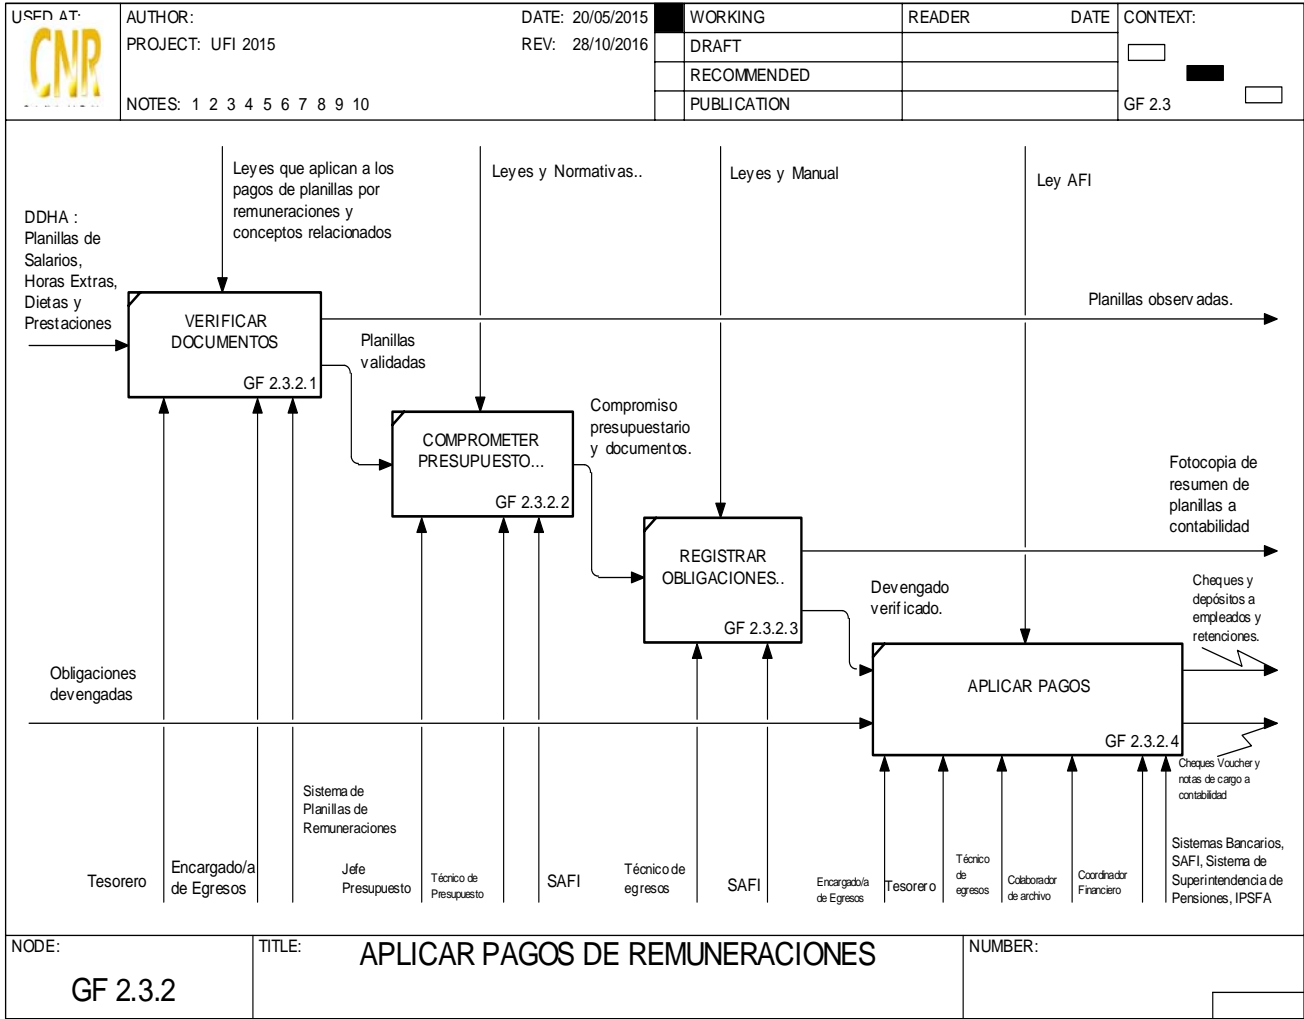 USED AT:
AUTHOR:
DATE: 20/05/2015
WORKING
READER
DATE
CONTEXT:
CNR
PROJECT: UFI 2015
REV: 28/10/2016
DRAFT
RECOMMENDED
NOTES: 1 2 3 4 5 6 7 8 9 10
PUBLICATION
GF 2.3
Leyes que aplican a los
pagos de planillas por
remuneraciones y
conceptos relacionados
Leyes y Normativas..
Leyes y Manual
Ley AFI
DDHA :
Planillas de
Salarios,
Horas Extras,
Dietas y
Prestaciones
VERIFICAR
DOCUMENTOS
GF 2.3.2.1
Planillas observadas.
Planillas
validadas
COMPROMETER
PRESUPUESTO...
GF 2.3.2.2
Compromiso
presupuestario
y documentos.
Fotocopia de
resumen de
planillas a
contabilidad
REGISTRAR
OBLIGACIONES..
GF 2.3.2.3
Devengado
verificado.
Cheques y
depósitos a
empleados y
retenciones.
Obligaciones
devengadas
APLICAR PAGOS
GF 2.3.2.4
Cheques Voucher y
notas de cargo a
contabilidad
Tesorero
Encargado/a
de Egresos
Sistema de
Planillas de
Remuneraciones
Jefe
Presupuesto
Técnico de
Presupuesto
SAFI
Técnico de
egresos
SAFI
Encargado/a
de Egresos
Tesorero
Técnico
de
egresos
Colaborador
de archivo
Coordinador
Financiero
Sistemas Bancarios,
SAFI, Sistema de
Superintendencia de
Pensiones, IPSFA
NODE:
GF 2.3.2
TITLE:
APLICAR PAGOS DE REMUNERACIONES
NUMBER: